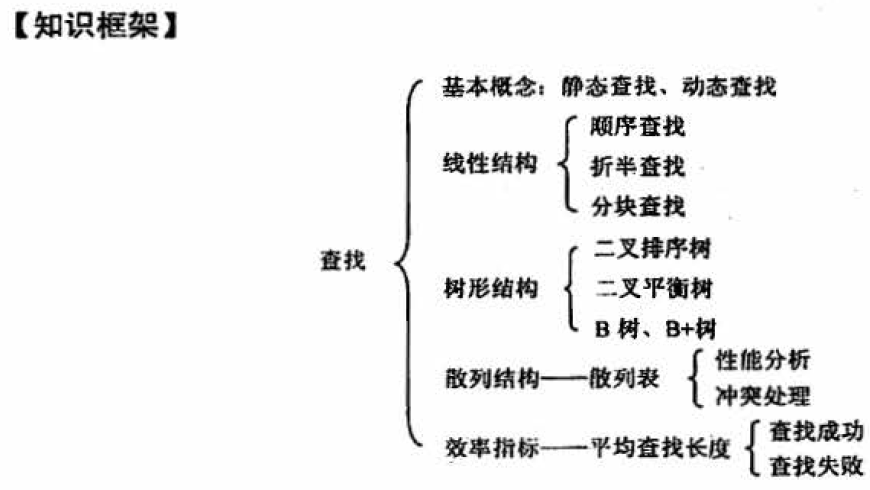 【知识框架】
基本概念：静态查找、动态查找
顺序查找
线性结构
折半查找
分块查找
二叉排序树
查找
树形结构
二叉平衡树
B 树、B+树
性能分析
散列结构——散列表
冲突处理
查找成功
效率指标——平均查找长度
查找失败